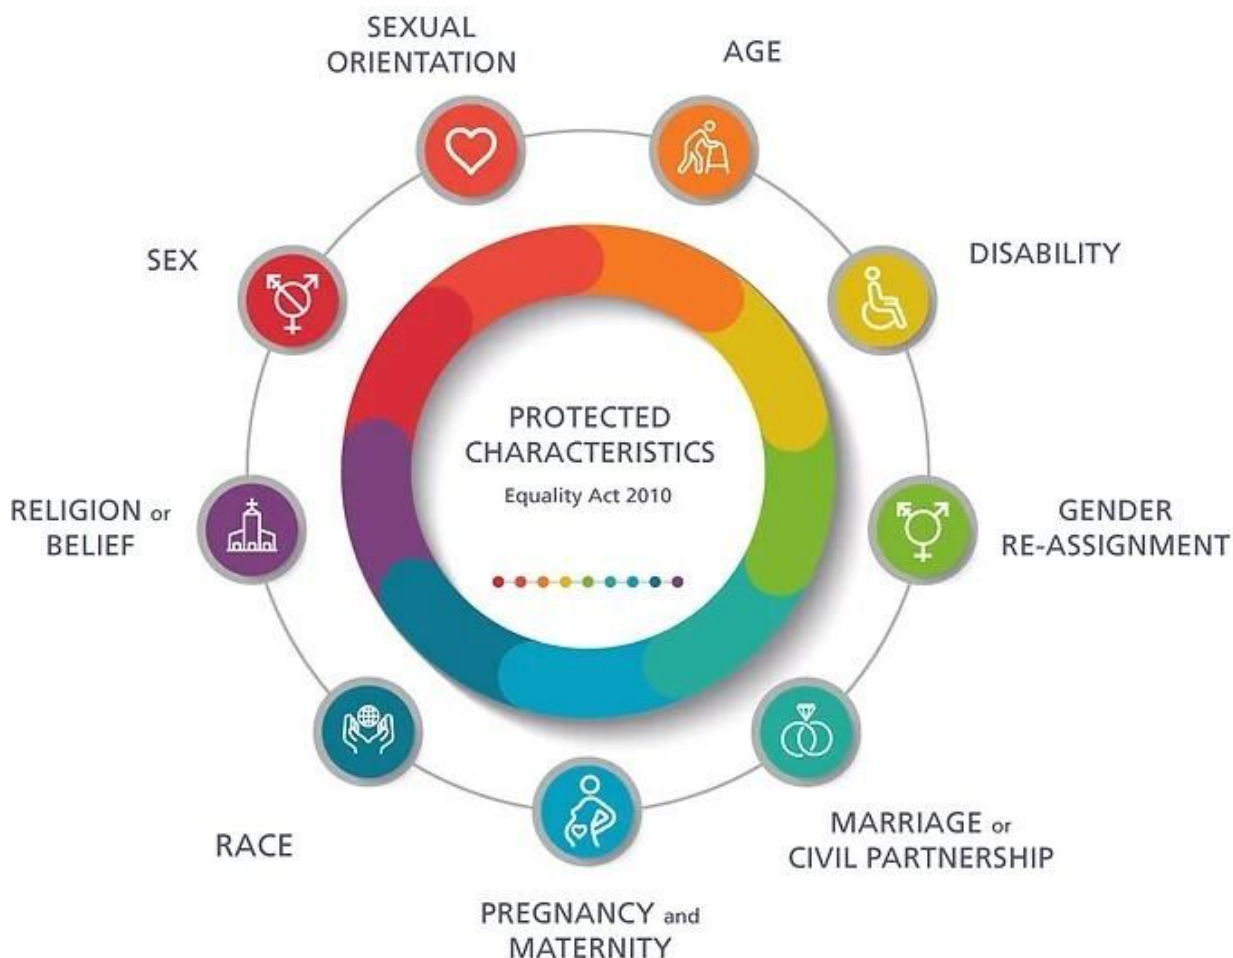 SEXUAL
ORIENTATION
AGE
DISABILITY
GENDER
RE-ASSIGNMENT
MARRIAGE or
CIVIL PARTNERSHIP
PREGNANCY and
MATERNITY
RACE
RELIGION or
BELIEF
SEX
PROTECTED
CHARACTERISTICS
Equality Act 2010